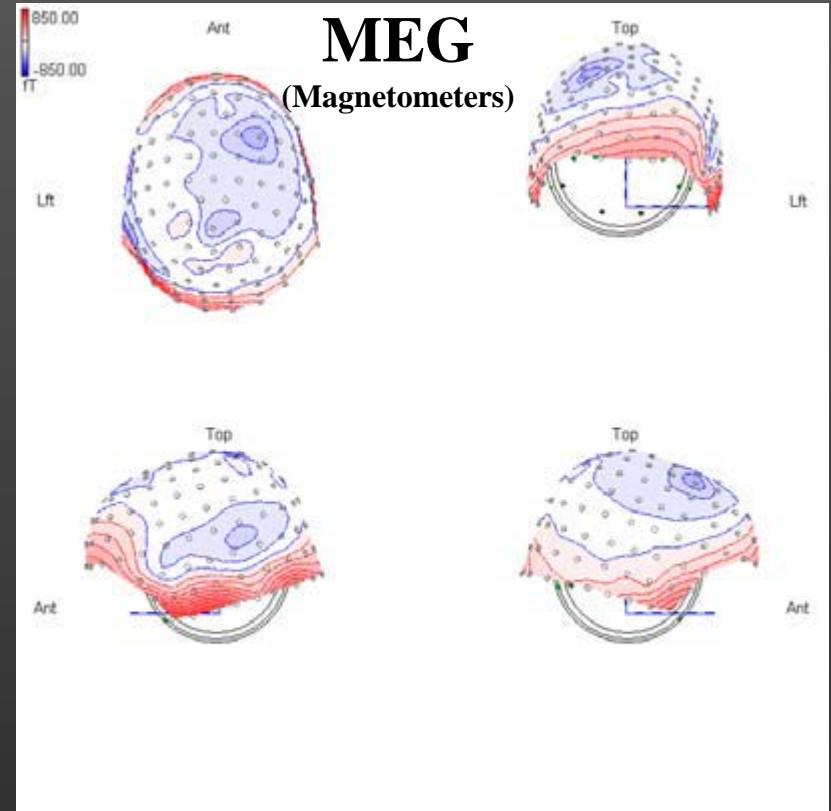 850.00
-850.00
fT
MEG
(Magnetometers)
Ant
Lft
Top
Lft
Top
Ant
Top
Ant